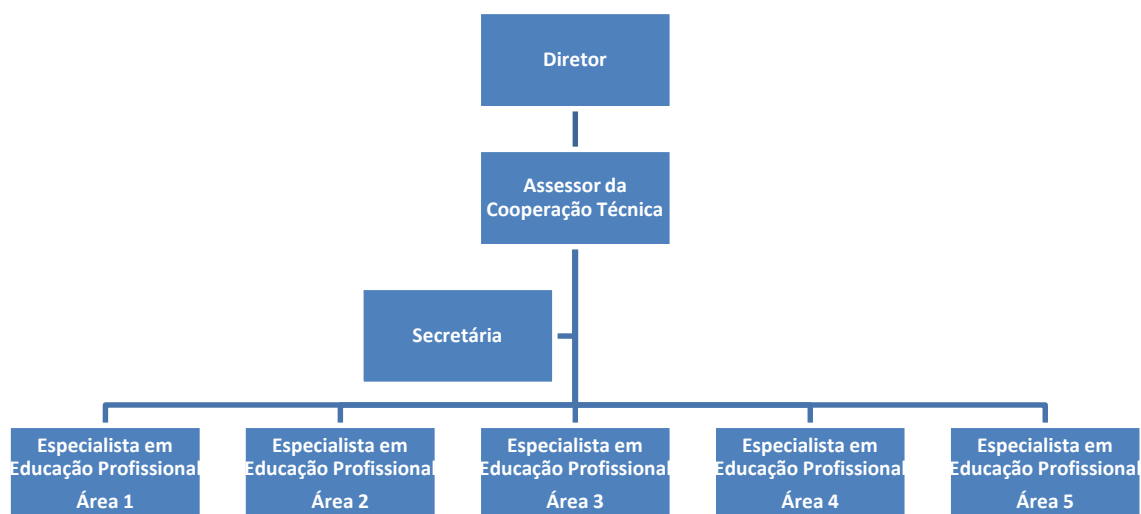 Diretor
Assessor da
Cooperação Técnica
Secretária
Especialista em
Educação Profissional
Área 1
Especialista em
Educação Profissional
Área 2
Especialista em
Educação Profissional
Área 3
Especialista em
Educação Profissional
Área 4
Especialista em
Educação Profissional
Área 5